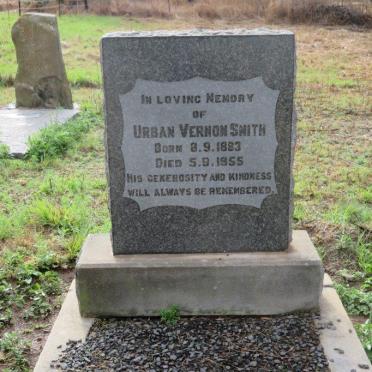 In Loving Memory
of
Urban Vernon Smith
Born 8.9.1883
Died 5.9.1955
His generosity and kindness
will always be remembered.